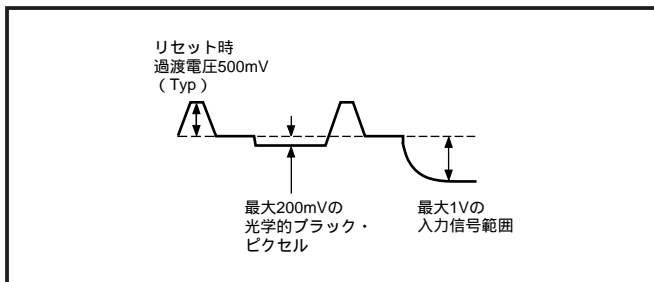 リセット時
過渡電圧500mV
（Typ）
最大200mVの
光学的ブラック・
ピクセル
最大1Vの
入力信号範囲